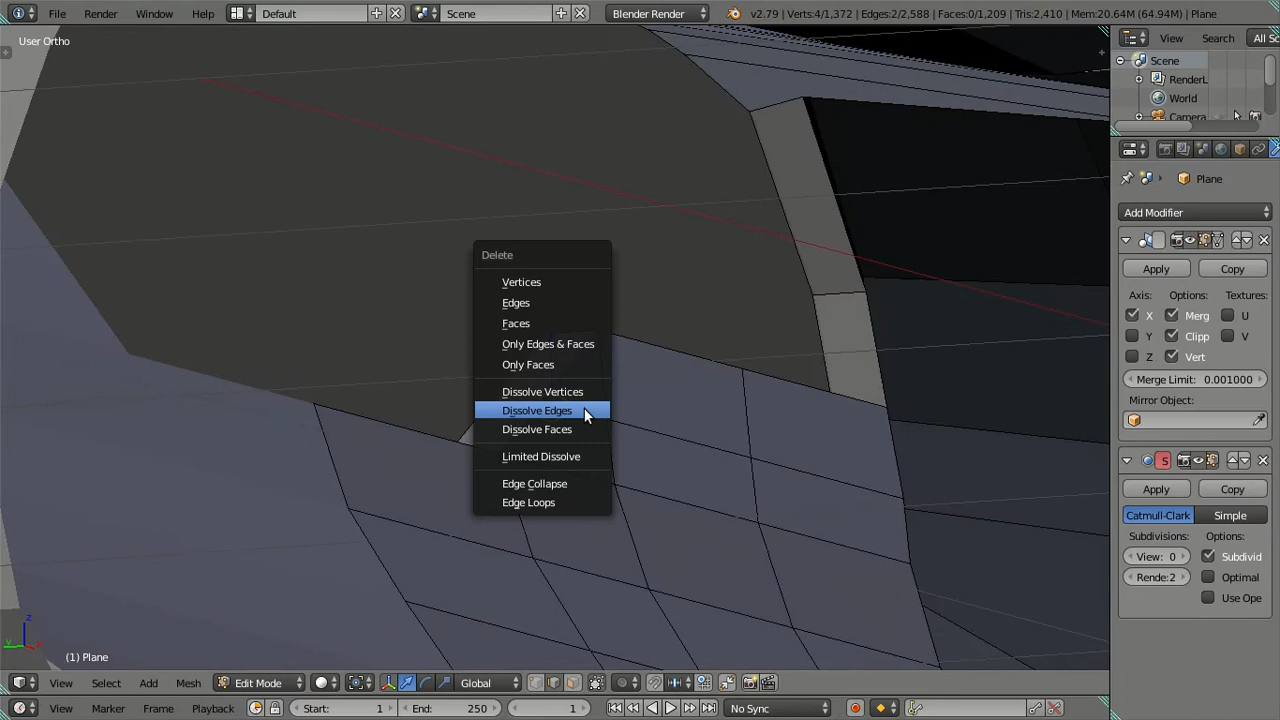 File Render Window Help Default Scene Blender Render v2.79 | Verts:4/1,372 | Edges:2/2,588 | Faces:0/1,209 | Tris:2,410 | Mem:20.64M (64.94M) | Plane
User Ortho
View Search All Sc
Scene
RenderL
World
Camera
Plane
Add Modifier
Apply Copy
Axis: Options: Textures:
X Merg U
Y Clipp V
Z Vert
Merge Limit: 0.001000
Mirror Object:
S
Apply Copy
Catmull-Clark Simple
Subdivisions: Options:
View: 0 Subdivid
Rende:2 Optimal
Use Ope
Delete
Vertices
Edges
Faces
Only Edges & Faces
Only Faces
Dissolve Vertices
Dissolve Edges
Dissolve Faces
Limited Dissolve
Edge Collapse
Edge Loops
z
y x
(1) Plane
View Select Add Mesh Edit Mode Global
View Marker Frame Playback Start: 1 End: 250 1 No Sync